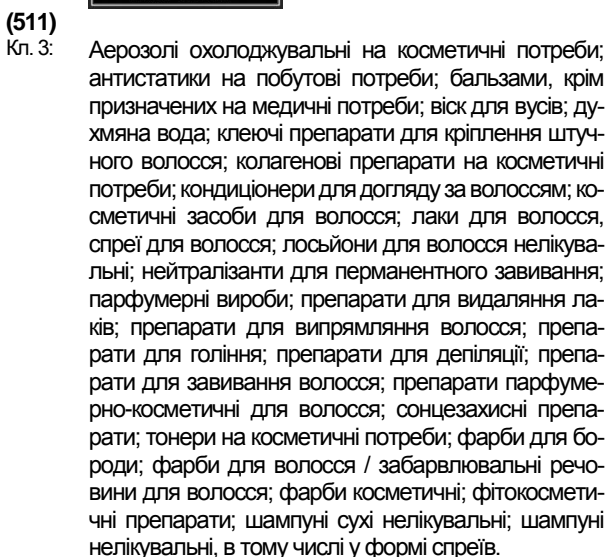 (511)
Кл. 3: Аерозолі охолоджувальні на косметичні потреби;
антистатики на побутові потреби; бальзами, крім
призначених на медичні потреби; віск для вусів; ду-
хмяна вода; клеючі препарати для кріплення штуч-
ного волосся; колагенові препарати на косметичні
потреби; кондиціонери для догляду за волоссям; ко-
сметичні засоби для волосся; лаки для волосся,
спреї для волосся; лосьйони для волосся нелікува-
льні; нейтралізанти для перманентного завивання;
парфумерні вироби; препарати для видаляння ла-
ків; препарати для випрямляння волосся; препа-
рати для гоління; препарати для депіляції; препа-
рати для завивання волосся; препарати парфуме-
рно-косметичні для волосся; сонцезахисні препа-
рати; тонери на косметичні потреби; фарби для бо-
роди; фарби для волосся / забарвлювальні речо-
вини для волосся; фарби косметичні; фітокосмети-
чні препарати; шампуні сухі нелікувальні; шампуні
нелікувальні, в тому числі у формі спреїв.